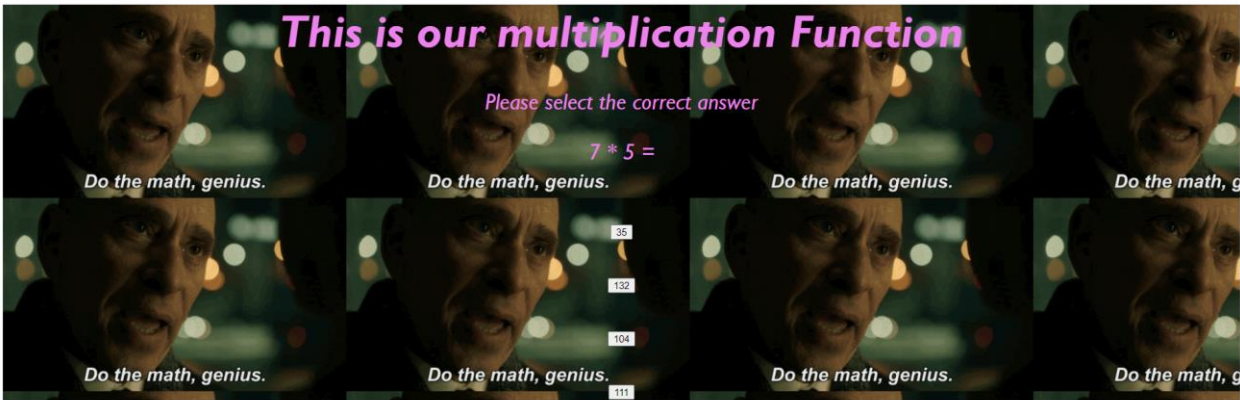 This is our multiplication Function
Please select the correct answer
7 * 5 =
Do the math, genius.
Do the math, genius.
Do the math, genius.
Do the math, g
35
132
104
Do the math, genius.
Do the math, genius.
Do the math, genius.
Do the math, g
111